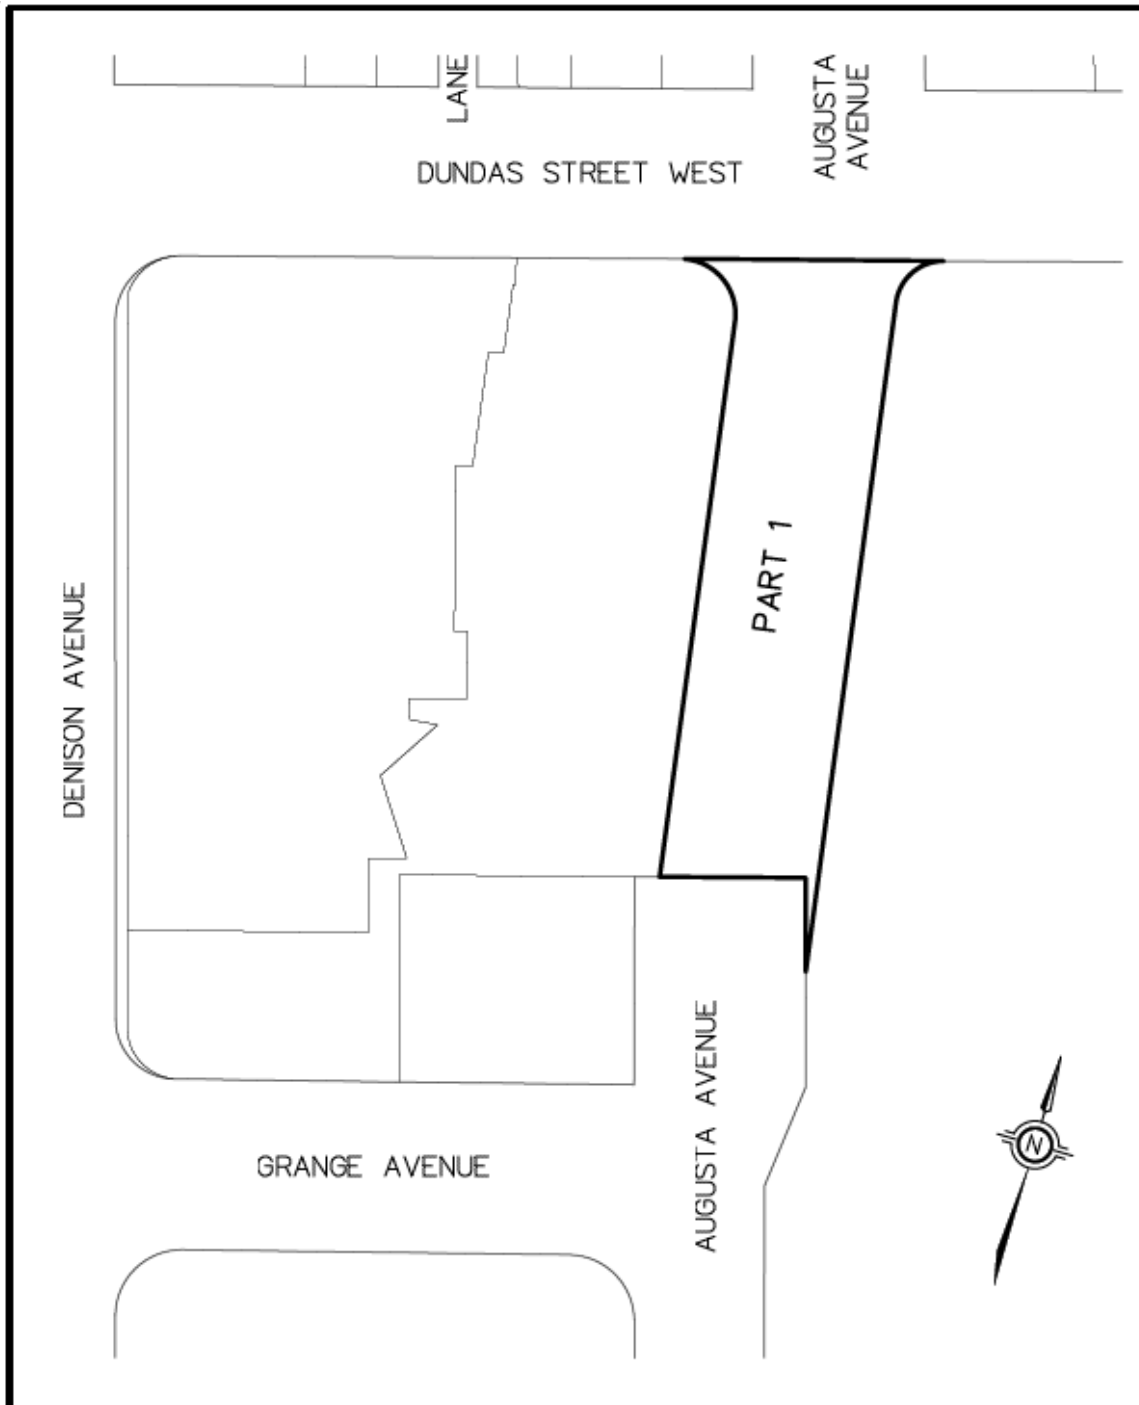 LANE
AUGUSTA
AVENUE
DUNDAS STREET WEST
PART 1
DENISON AVENUE
AUGUSTA AVENUE
GRANGE AVENUE
N